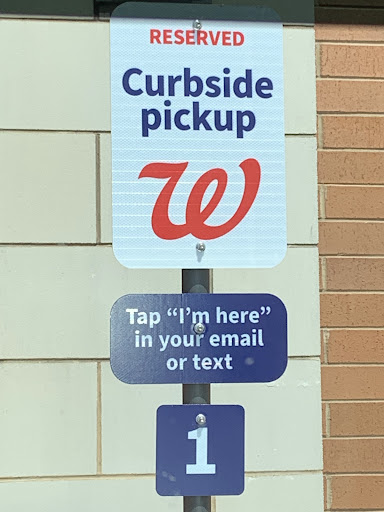 RESERVED
Curbside
pickup
W
Tap “I’m here”
in your email
or text
1